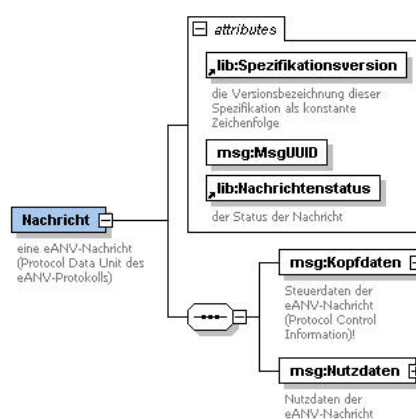 attributes
lib:Spezifikationsversion
die Versionsbezeichnung dieser
Spezifikation als konstante
Zeichenfolge
msg:MsgUUID
lib:Nachrichtenstatus
der Status der Nachricht
Nachricht
eine eANV-Nachricht
(Protocol Data Unit des
eANV-Protokolls)
msg:Kopfdaten
Steuerdaten der
eANV-Nachricht
(Protocol Control
Information)!
msg:Nutzdaten
Nutzdaten der
eANV-Nachricht